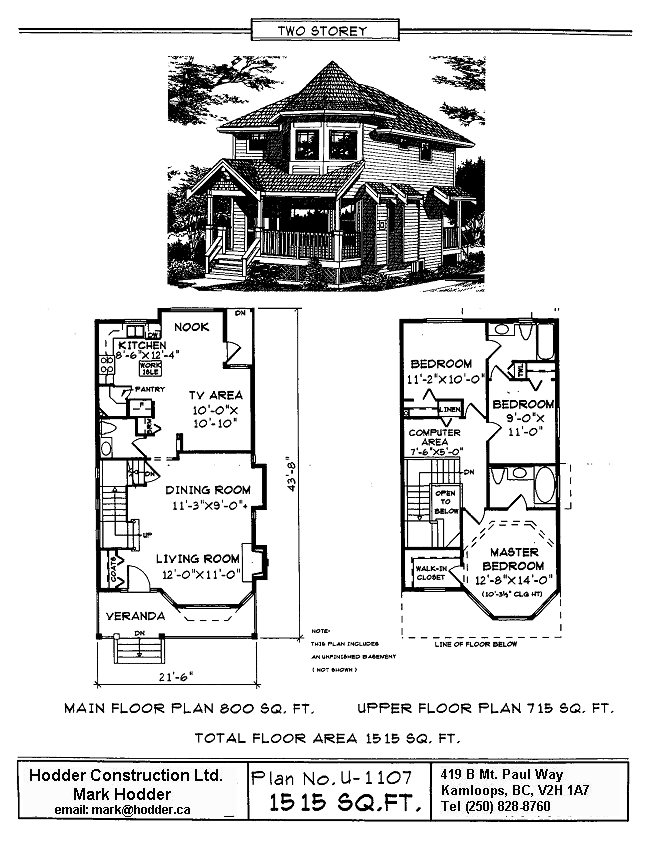 TWO STOREY
NOOK
DN
DW
KITCHEN
8'-6"X12'-4"
WORK
ISLE
PANTRY
TV AREA
10'-0"X
10'-10"
DINING ROOM
11'-3"X9'-0"+
DN
UP
LIVING ROOM
12'-0"X11'-0"
COATS
VERANDA
DN
21'-6"
43'-8"
BEDROOM
11'-2"X10'-0"
LINEN
BEDROOM
9'-0"X
11'-0"
COMPUTER
AREA
7'-6"X5'-0"
DN
OPEN
TO
BELOW
MASTER
BEDROOM
12'-8"X14'-0"
(10'-3½" CLG HT)
WALK-IN
CLOSET
LINE OF FLOOR BELOW
NOTE:
THIS PLAN INCLUDES
AN UNFINISHED BASEMENT
( NOT SHOWN )
MAIN FLOOR PLAN 800 SQ. FT.
UPPER FLOOR PLAN 715 SQ. FT.
TOTAL FLOOR AREA 1515 SQ. FT.
Hodder Construction Ltd.
Mark Hodder
email: mark@hodder.ca
Plan No. U-1107
1515 SQ.FT.
419 B Mt. Paul Way
Kamloops, BC, V2H 1A7
Tel (250) 828-8760